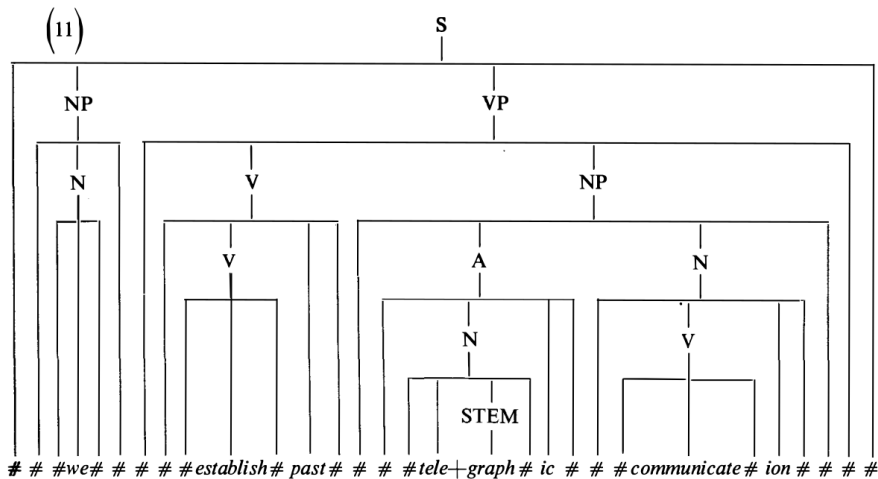 (11)
S
NP VP
N V NP
V A N
N V
STEM
# # #we# # # # #establish# past# # # #tele+graph# ic # # #communicate# ion# # # #